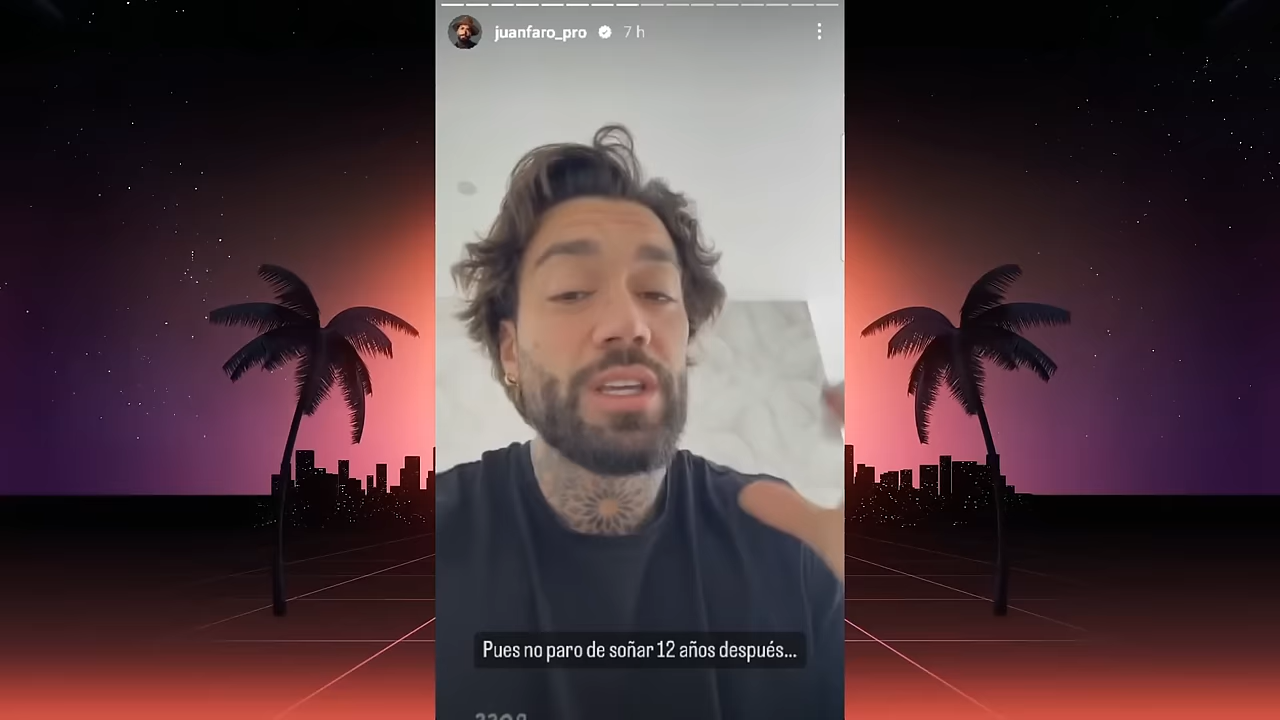 juanfaro_pro 7 h
Pues no paro de soñar 12 años después...